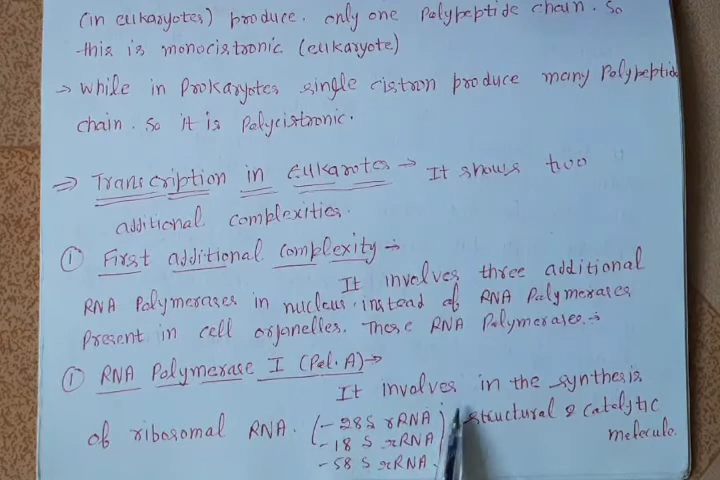 (in eukaryotes) produce only one Polypeptide chain. So
this is monocistronic (eukaryote)
→ While in Prokaryotes single cistron produce many Polypeptide
chain. So it is Polycistronic.
⇒ Transcription in eukarotes → It shows two
additional complexities.
① First additional complexity →
It involves three additional
RNA Polymerases in nucleus, instead of RNA Polymerases
Present in cell organelles. These RNA Polymerases :→
① RNA Polymerase I (Pol. A) →
It involves in the synthesis
of ribosomal RNA. (- 28S rRNA) structural & catalytic
- 18 S rRNA molecule.
- 58 S rRNA.